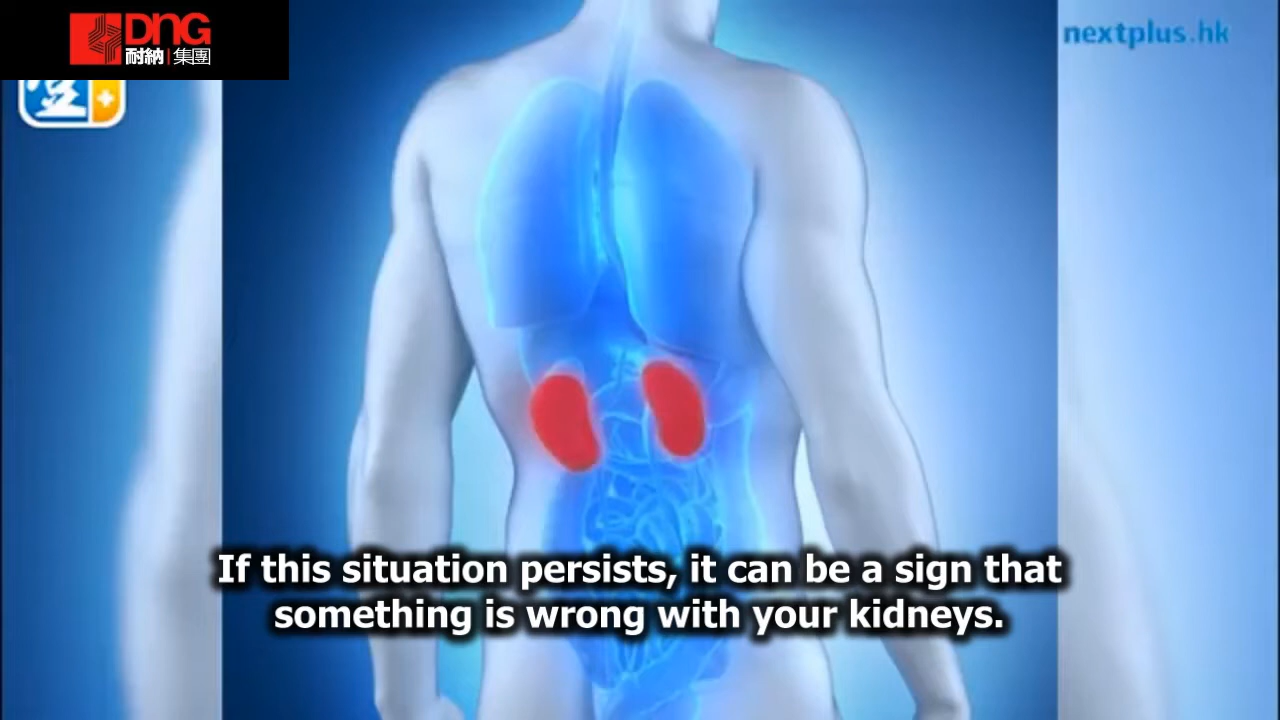 DNG
耐納|集團
nextplus.hk
If this situation persists, it can be a sign that
something is wrong with your kidneys.